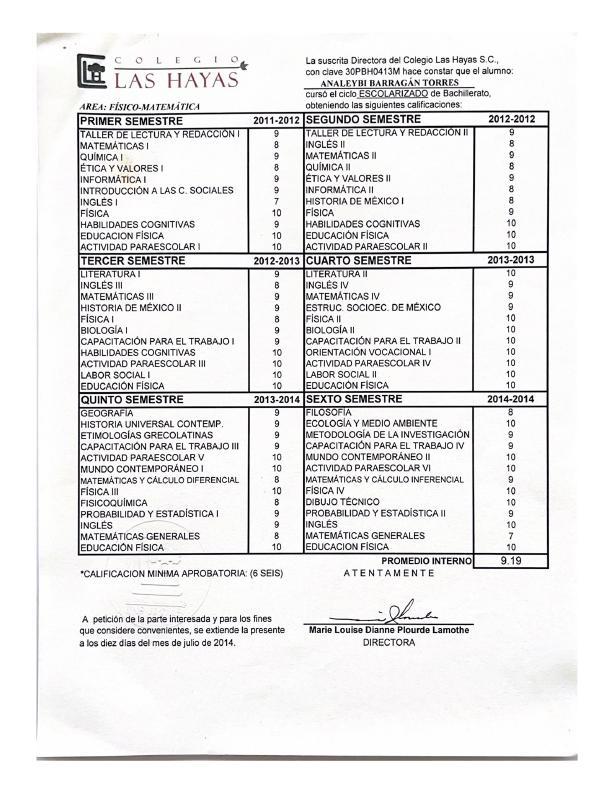 COLEGIO
LAS HAYAS
La suscrita Directora del Colegio Las Hayas S.C.,
con clave 30PBH0413M hace constar que el alumno:
ANALEYBI BARRAGÁN TORRES
cursó el ciclo ESCOLARIZADO de Bachillerato,
AREA: FÍSICO-MATEMÁTICA obteniendo las siguientes calificaciones:
PRIMER SEMESTRE 2011-2012 SEGUNDO SEMESTRE 2012-2012
TALLER DE LECTURA Y REDACCIÓN I 9 TALLER DE LECTURA Y REDACCIÓN II 9
MATEMÁTICAS I 8 INGLÉS II 8
QUÍMICA I 9 MATEMÁTICAS II 9
ÉTICA Y VALORES I 8 QUÍMICA II 8
INFORMÁTICA I 9 ÉTICA Y VALORES II 9
INTRODUCCIÓN A LAS C. SOCIALES 9 INFORMÁTICA II 8
INGLÉS I 7 HISTORIA DE MÉXICO I 8
FÍSICA 10 FÍSICA 9
HABILIDADES COGNITIVAS 9 HABILIDADES COGNITIVAS 10
EDUCACION FÍSICA 10 EDUCACIÓN FÍSICA 10
ACTIVIDAD PARAESCOLAR I 10 ACTIVIDAD PARAESCOLAR II 10
TERCER SEMESTRE 2012-2013 CUARTO SEMESTRE 2013-2013
LITERATURA I 9 LITERATURA II 10
INGLÉS III 8 INGLÉS IV 9
MATEMÁTICAS III 9 MATEMÁTICAS IV 9
HISTORIA DE MÉXICO II 9 ESTRUC. SOCIOEC. DE MÉXICO 9
FÍSICA I 8 FÍSICA II 10
BIOLOGÍA I 9 BIOLOGÍA II 10
CAPACITACIÓN PARA EL TRABAJO I 9 CAPACITACIÓN PARA EL TRABAJO II 10
HABILIDADES COGNITIVAS 10 ORIENTACIÓN VOCACIONAL I 10
ACTIVIDAD PARAESCOLAR III 10 ACTIVIDAD PARAESCOLAR IV 10
LABOR SOCIAL I 10 LABOR SOCIAL II 10
EDUCACIÓN FÍSICA 10 EDUCACIÓN FÍSICA 10
QUINTO SEMESTRE 2013-2014 SEXTO SEMESTRE 2014-2014
GEOGRAFÍA 9 FILOSOFÍA 8
HISTORIA UNIVERSAL CONTEMP. 9 ECOLOGÍA Y MEDIO AMBIENTE 10
ETIMOLOGÍAS GRECOLATINAS 9 METODOLOGÍA DE LA INVESTIGACIÓN 9
CAPACITACIÓN PARA EL TRABAJO III 9 CAPACITACIÓN PARA EL TRABAJO IV 9
ACTIVIDAD PARAESCOLAR V 10 MUNDO CONTEMPORÁNEO II 10
MUNDO CONTEMPORÁNEO I 10 ACTIVIDAD PARAESCOLAR VI 10
MATEMÁTICAS Y CÁLCULO DIFERENCIAL 8 MATEMÁTICAS Y CÁLCULO INFERENCIAL 9
FÍSICA III 10 FÍSICA IV 10
FISICOQUÍMICA 8 DIBUJO TÉCNICO 10
PROBABILIDAD Y ESTADÍSTICA I 9 PROBABILIDAD Y ESTADÍSTICA II 9
INGLÉS 9 INGLÉS 10
MATEMÁTICAS GENERALES 8 MATEMÁTICAS GENERALES 7
EDUCACIÓN FÍSICA 10 EDUCACION FÍSICA 10
PROMEDIO INTERNO 9.19
*CALIFICACION MINIMA APROBATORIA: (6 SEIS) ATENTAMENTE
A petición de la parte interesada y para los fines
que considere convenientes, se extiende la presente
a los diez días del mes de julio de 2014.
Marie Louise Dianne Plourde Lamothe
DIRECTORA